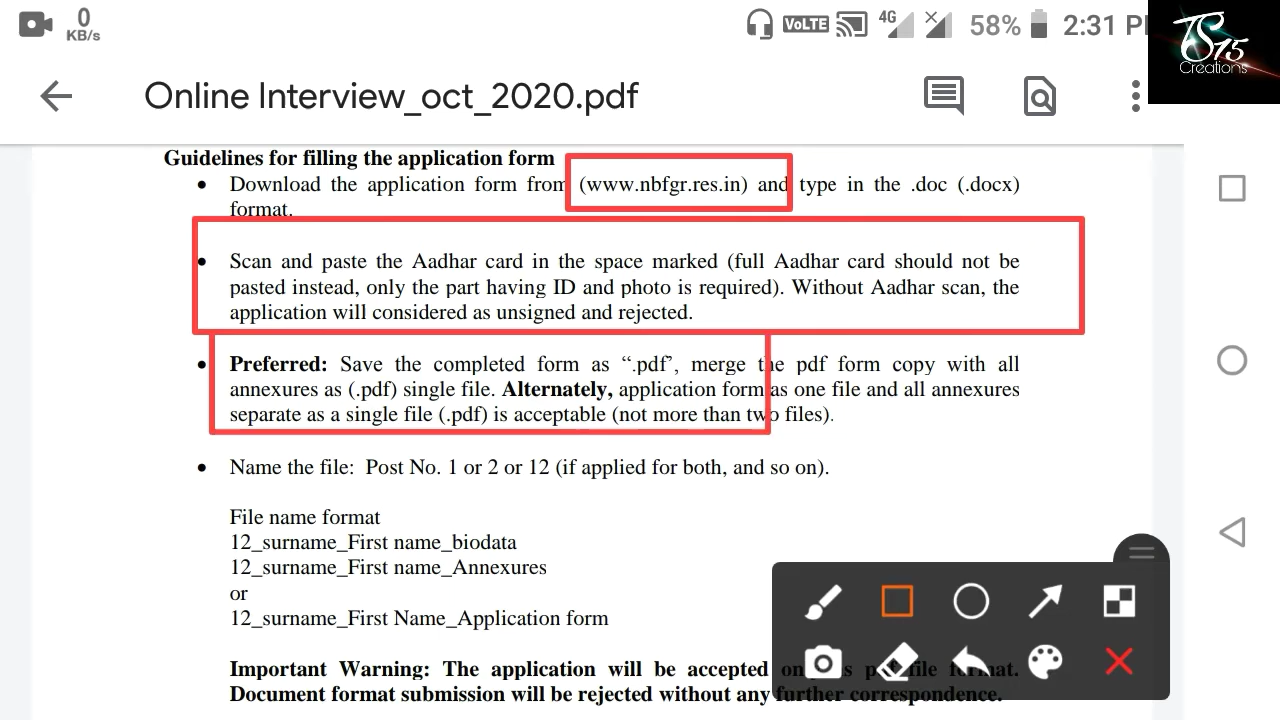 0
KB/s
VoLTE
4G
58%
2:31
TS15
Creations
Online Interview_oct_2020.pdf
Guidelines for filling the application form
• Download the application form from (www.nbfgr.res.in) and type in the .doc (.docx)
format.
• Scan and paste the Aadhar card in the space marked (full Aadhar card should not be
pasted instead, only the part having ID and photo is required). Without Aadhar scan, the
application will considered as unsigned and rejected.
• Preferred: Save the completed form as “.pdf”, merge the pdf form copy with all
annexures as (.pdf) single file. Alternately, application form as one file and all annexures
separate as a single file (.pdf) is acceptable (not more than two files).
• Name the file: Post No. 1 or 2 or 12 (if applied for both, and so on).
File name format
12_surname_First name_biodata
12_surname_First name_Annexures
or
12_surname_First Name_Application form
Important Warning: The application will be accepted file format.
Document format submission will be rejected without any further correspondence.